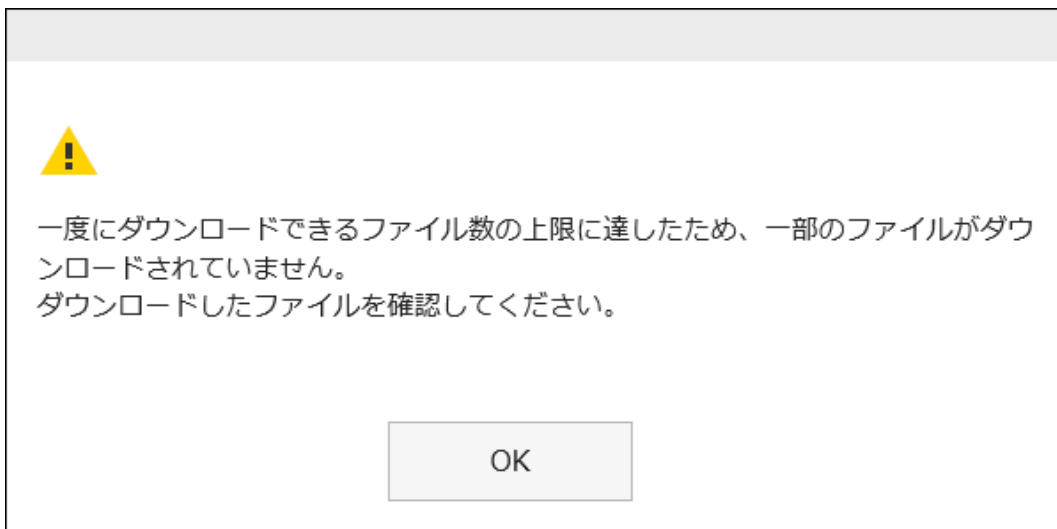 一度にダウンロードできるファイル数の上限に達したため、一部のファイルがダウ
ンロードされていません。
ダウンロードしたファイルを確認してください。
OK